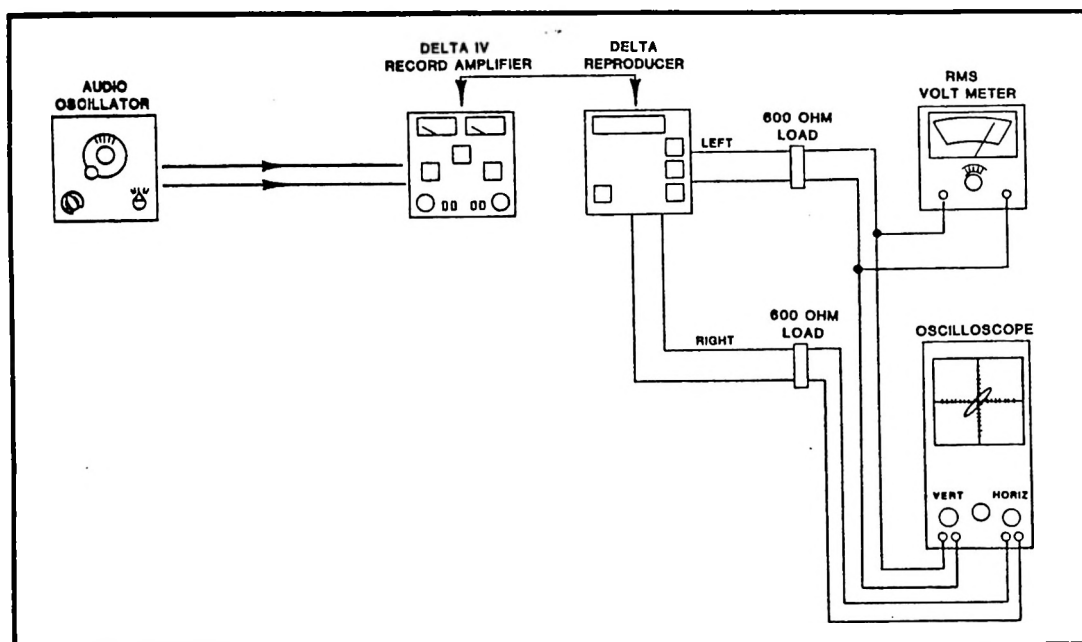 DELTA IV
RECORD AMPLIFIER
DELTA
REPRODUCER
AUDIO
OSCILLATOR
RMS
VOLT METER
600 OHM
LOAD
LEFT
600 OHM
LOAD
RIGHT
OSCILLOSCOPE
VERT
HORIZ